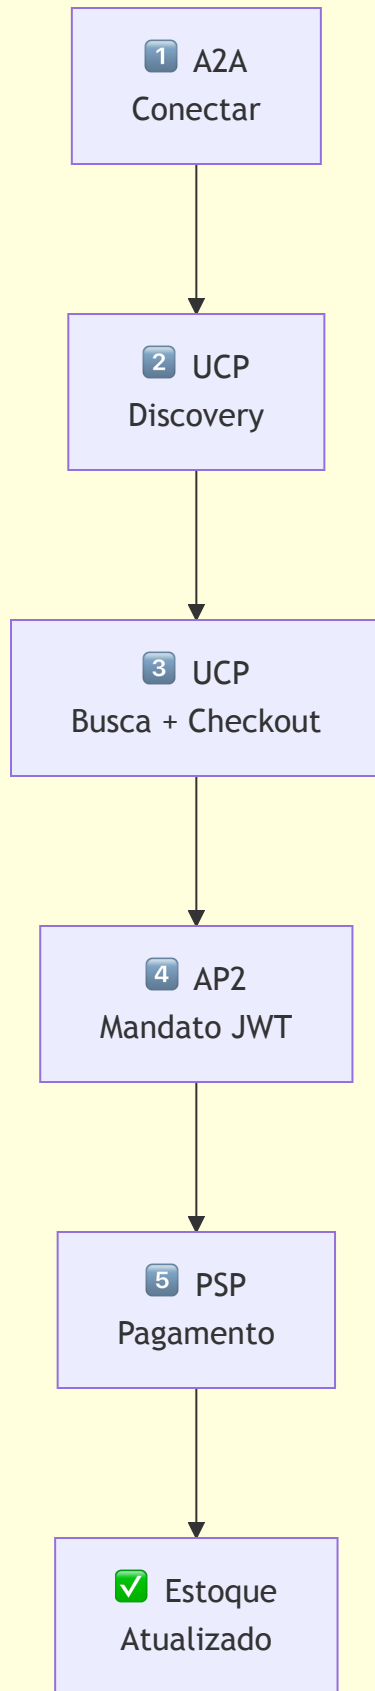 1️⃣ A2A
Conectar
2️⃣ UCP
Discovery
3️⃣ UCP
Busca + Checkout
4️⃣ AP2
Mandato JWT
5️⃣ PSP
Pagamento
✅ Estoque
Atualizado